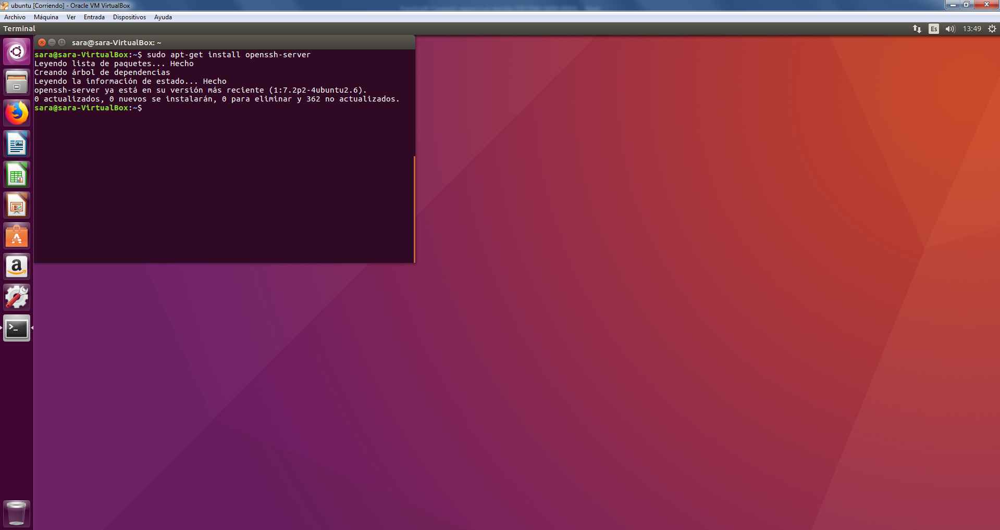 ubuntu [Corriendo] - Oracle VM VirtualBox
Archivo Máquina Ver Entrada Dispositivos Ayuda
Terminal
Es
13:49
sara@sara-VirtualBox: ~
sara@sara-VirtualBox:~$ sudo apt-get install openssh-server
Leyendo lista de paquetes... Hecho
Creando árbol de dependencias
Leyendo la información de estado... Hecho
openssh-server ya está en su versión más reciente (1:7.2p2-4ubuntu2.6).
0 actualizados, 0 nuevos se instalarán, 0 para eliminar y 362 no actualizados.
sara@sara-VirtualBox:~$